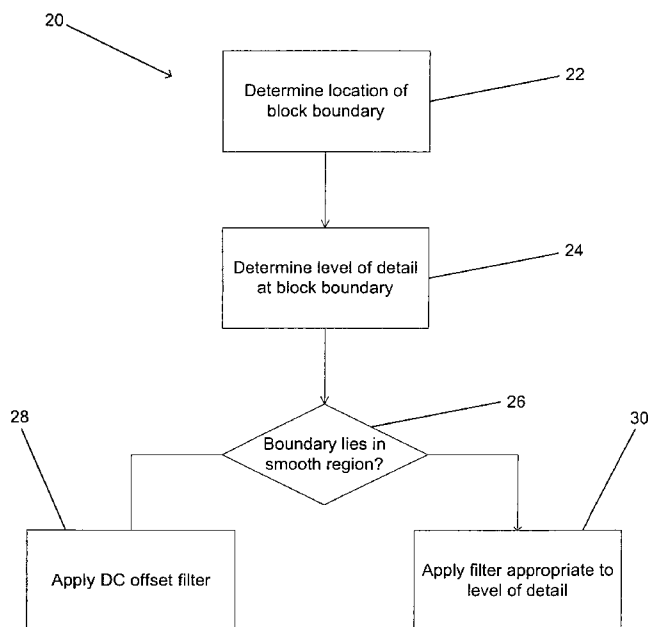 20
Determine location of
block boundary
22
Determine level of detail
at block boundary
24
26
Boundary lies in
smooth region?
28
30
Apply DC offset filter
Apply filter appropriate to
level of detail